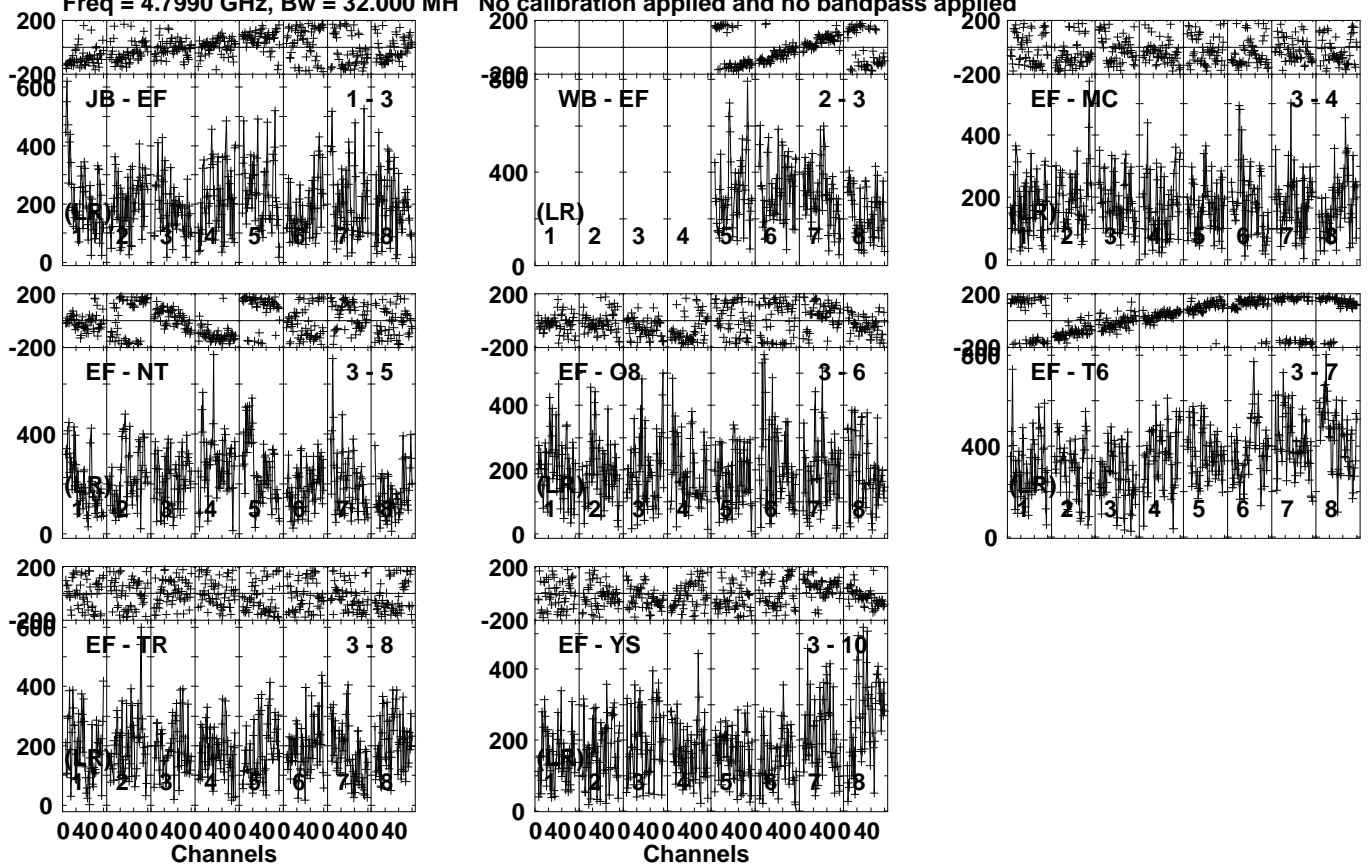 Freq = 4.7990 GHz, Bw = 32.000 MH No calibration applied and no bandpass applied
200
-200
600
400
200
0
JB - EF 1 - 3
(LR)
1 2 3 4 5 6 7 8
200
-200
800
400
0
WB - EF 2 - 3
(LR)
1 2 3 4 5 6 7 8
200
-200
400
200
0
EF - MC 3 - 4
(LR)
1 2 3 4 5 6 7 8
200
-200
400
0
EF - NT 3 - 5
(LR)
1 2 3 4 5 6 7 8
200
-200
400
200
0
EF - O8 3 - 6
(LR)
1 2 3 4 5 6 7 8
200
-200
800
400
0
EF - T6 3 - 7
(LR)
1 2 3 4 5 6 7 8
200
-200
600
400
200
0
EF - TR 3 - 8
(LR)
1 2 3 4 5 6 7 8
200
-200
400
200
0
EF - YS 3 - 10
(LR)
1 2 3 4 5 6 7 8
0 40 0 40 0 40 0 40 0 40 0 40 0 40 0 40
Channels
0 40 0 40 0 40 0 40 0 40 0 40 0 40 0 40
Channels